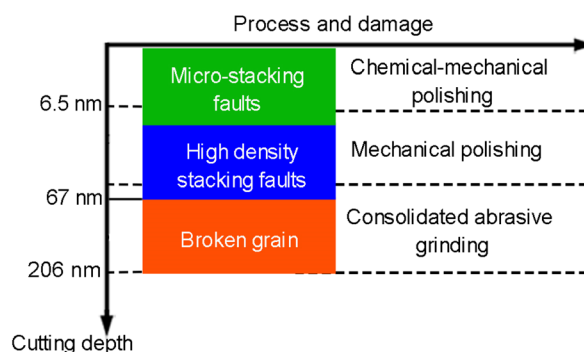 Process and damage
Micro-stacking
faults
Chemical-mechanical
polishing
6.5 nm
High density
stacking faults
Mechanical polishing
67 nm
Broken grain
Consolidated abrasive
grinding
206 nm
Cutting depth